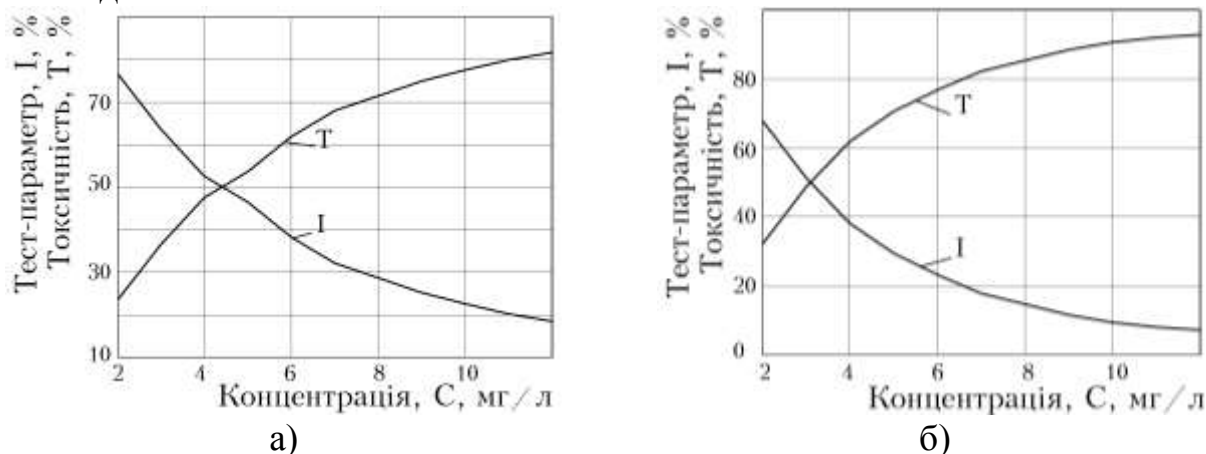 Тест-параметр, I, %
Токсичність, T, %
70
50
30
10
2
4
6
8
10
T
I
Концентрація, С, мг/л
а)
Тест-параметр, I, %
Токсичність, T, %
80
60
40
20
0
2
4
6
8
10
T
I
Концентрація, С, мг/л
б)